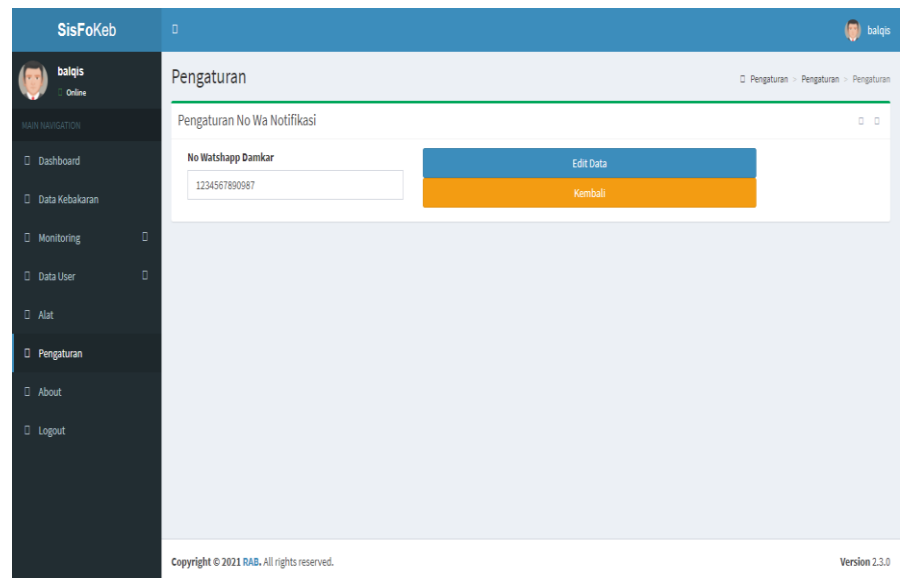 SisFoKeb
balqis
balqis
Online
Pengaturan
Pengaturan > Pengaturan > Pengaturan
MAIN NAVIGATION
Pengaturan No Wa Notifikasi
No Watshapp Damkar
Edit Data
1234567890987
Kembali
Dashboard
Data Kebakaran
Monitoring
Data User
Alat
Pengaturan
About
Logout
Copyright © 2021 RAB. All rights reserved.
Version 2.3.0